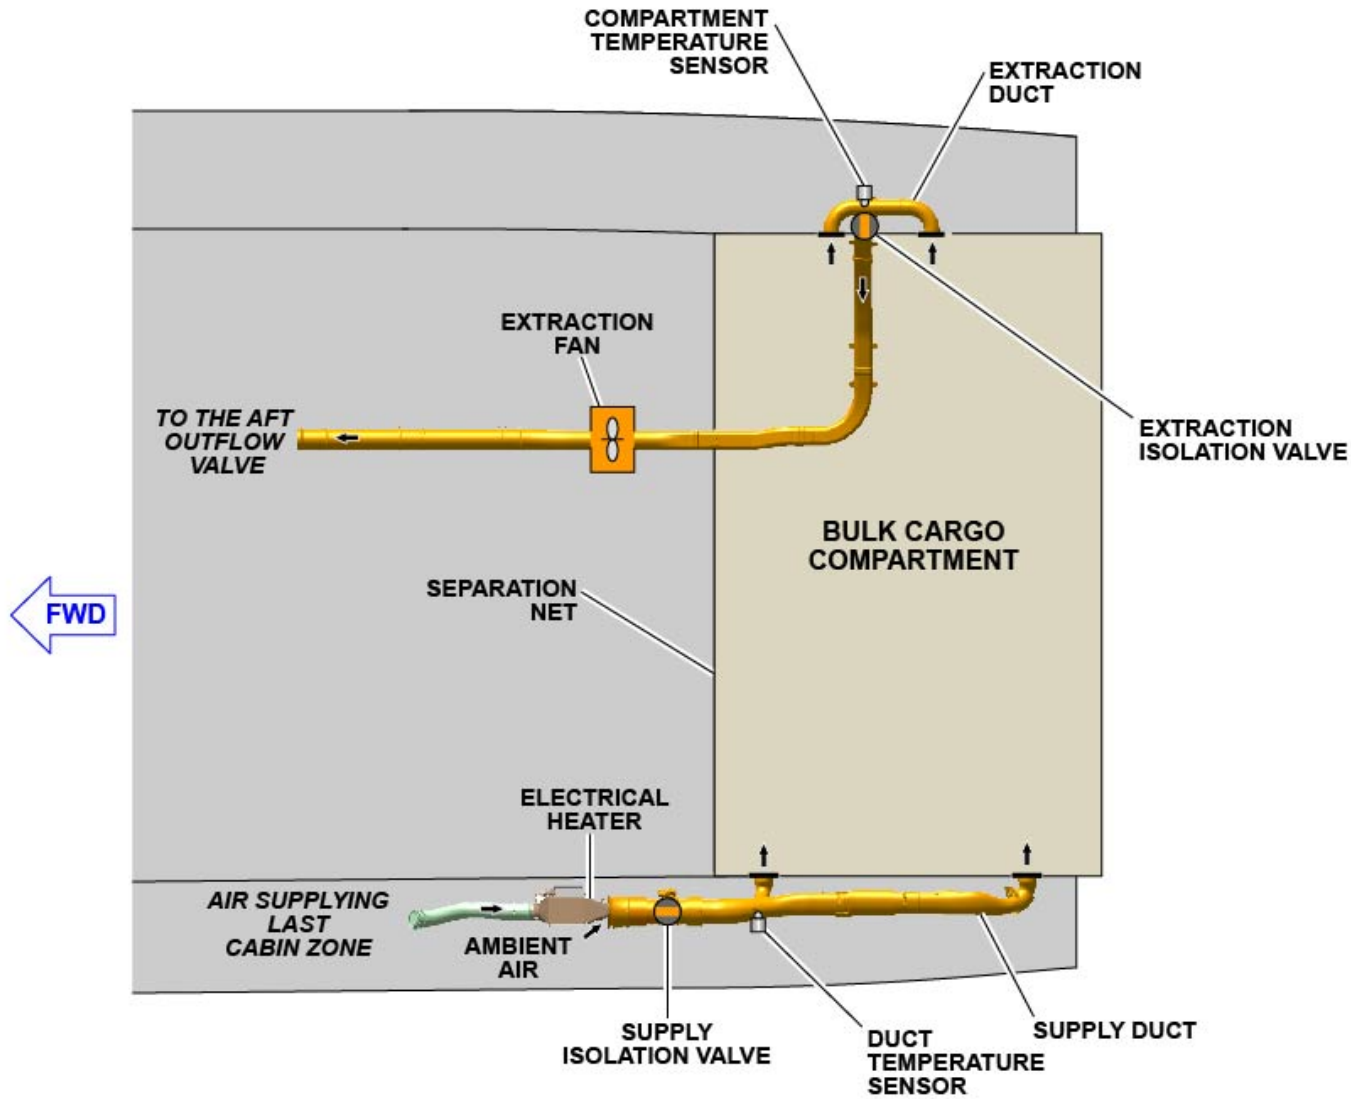 COMPARTMENT
TEMPERATURE
SENSOR
EXTRACTION
DUCT
EXTRACTION
FAN
TO THE AFT
OUTFLOW
VALVE
EXTRACTION
ISOLATION VALVE
BULK CARGO
COMPARTMENT
SEPARATION
NET
FWD
ELECTRICAL
HEATER
AIR SUPPLYING
LAST
CABIN ZONE
AMBIENT
AIR
SUPPLY
ISOLATION VALVE
DUCT
TEMPERATURE
SENSOR
SUPPLY DUCT